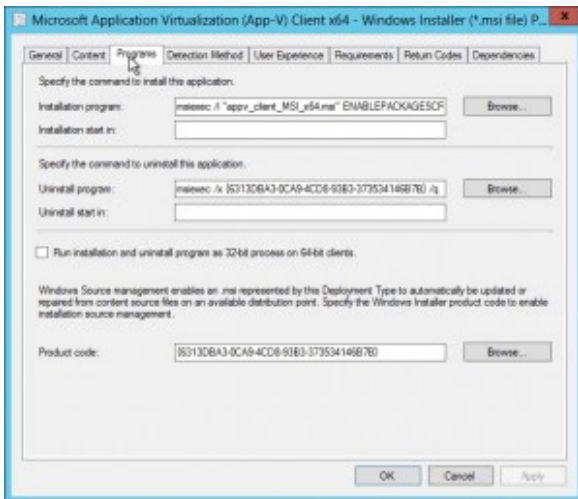 Microsoft Application Virtualization (App-V) Client x64 - Windows Installer (*.msi file) P...
x
General Content Programs Detection Method User Experience Requirements Return Codes Dependencies
Specify the command to install this application.
Installation program: msiexec /i "appv_client_MSI_x64.msi" ENABLEPACKAGESCR Browse...
Installation start in:
Specify the command to uninstall this application.
Uninstall program: msiexec /x {6313DBA3-0CA9-4CD8-93B3-373534146B7B} /q Browse...
Uninstall start in:
Run installation and uninstall program as 32-bit process on 64-bit clients.
Windows Source management enables an .msi represented by this Deployment Type to automatically be updated or
repaired from content source files on an available distribution point. Specify the Windows Installer product code to enable
installation source management.
Product code: {6313DBA3-0CA9-4CD8-93B3-373534146B7B} Browse...
OK Cancel Apply